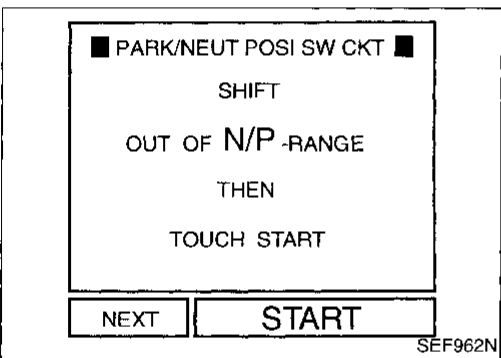 ■ PARK/NEUT POSI SW CKT ■
SHIFT
OUT OF N/P -RANGE
THEN
TOUCH START
NEXT START
SEF962N